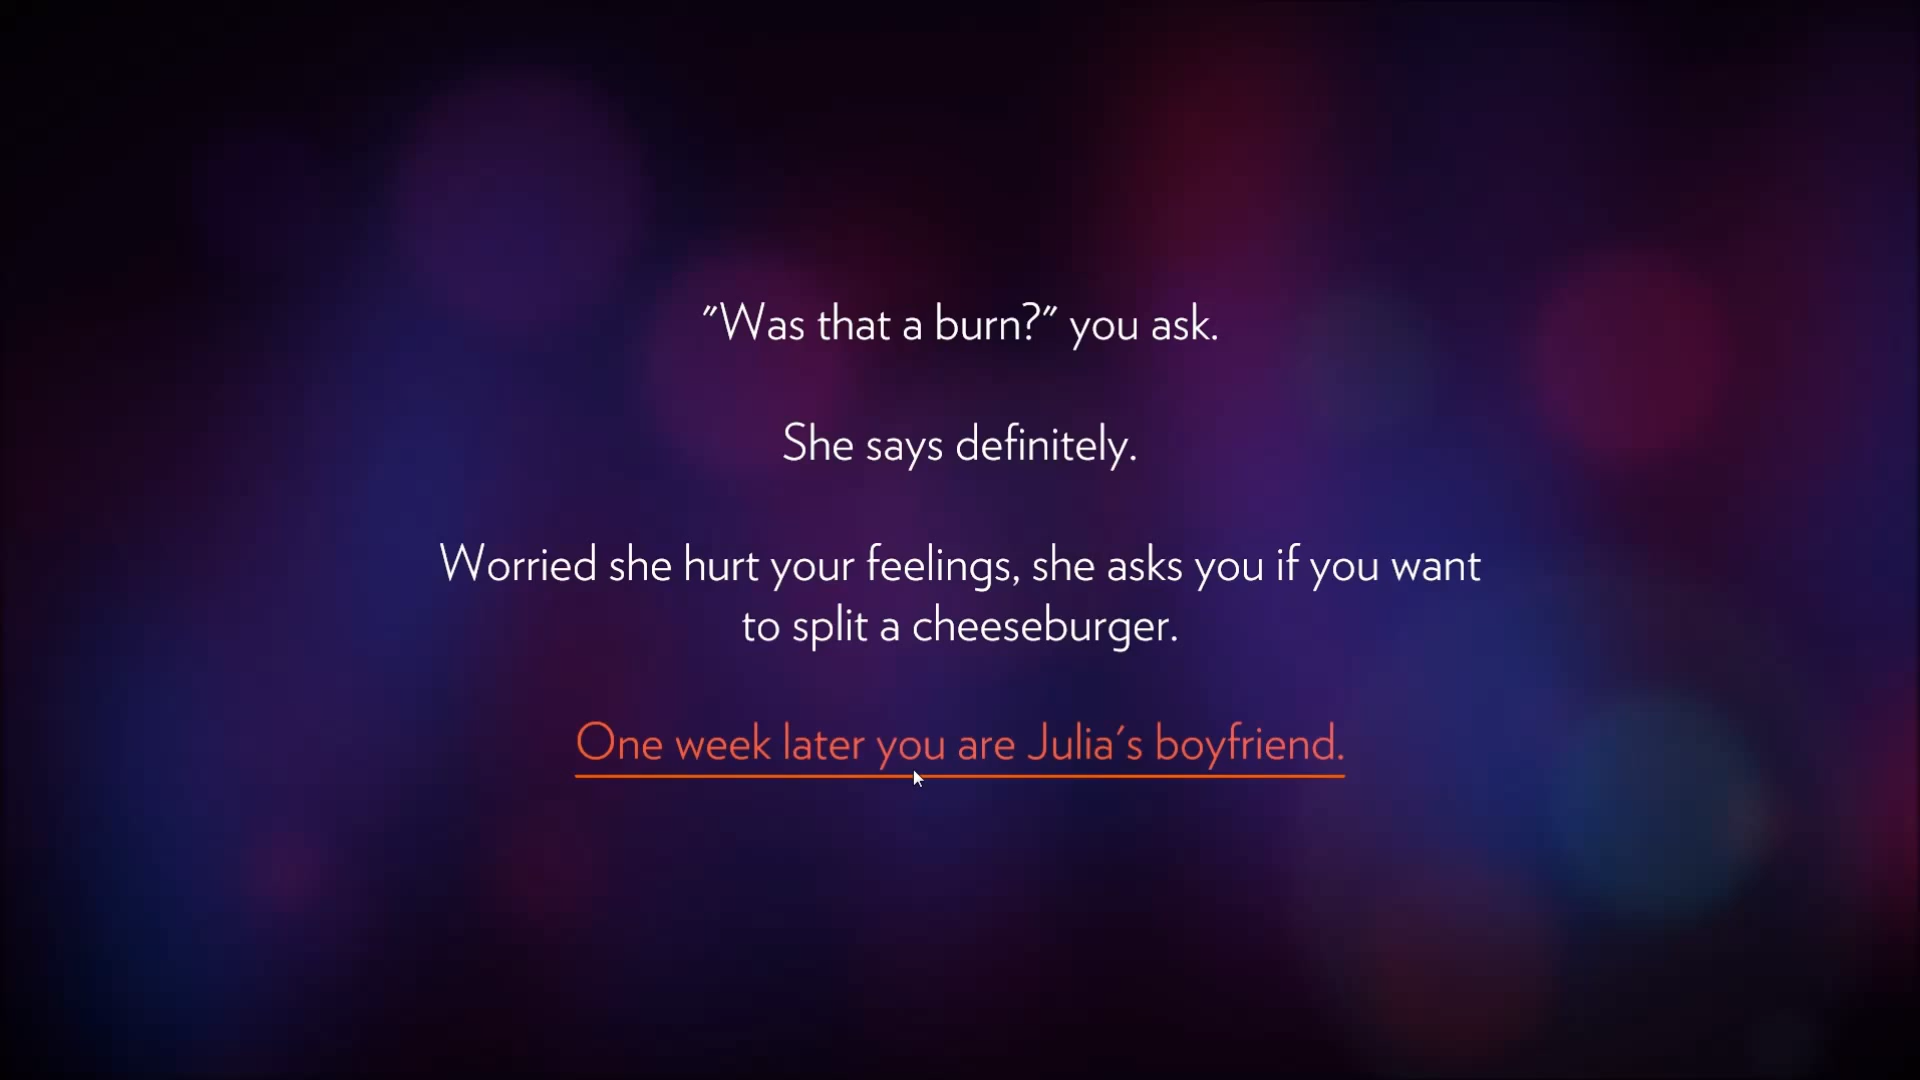 "Was that a burn?" you ask.
She says definitely.
Worried she hurt your feelings, she asks you if you want
to split a cheeseburger.
One week later you are Julia's boyfriend.